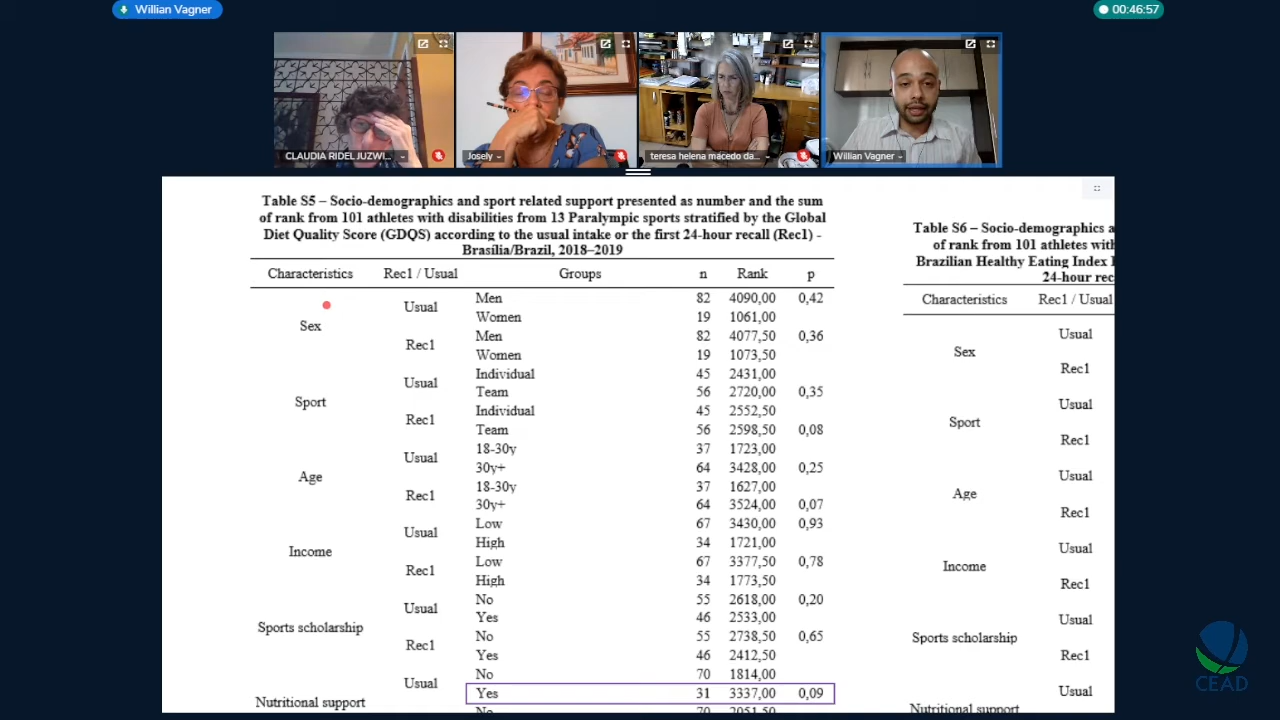 Willian Vagner
00:46:57
CLAUDIA RIDEL JUZWI...
Josely
teresa helena macedo da...
Willian Vagner
Table S5 – Socio-demographics and sport related support presented as number and the sum
of rank from 101 athletes with disabilities from 13 Paralympic sports stratified by the Global
Diet Quality Score (GDQS) according to the usual intake or the first 24-hour recall (Rec1) -
Brasília/Brazil, 2018–2019
Characteristics Rec1 / Usual Groups n Rank p
Sex Usual Men 82 4090,00 0,42
Women 19 1061,00
Rec1 Men 82 4077,50 0,36
Women 19 1073,50
Sport Usual Individual 45 2431,00
Team 56 2720,00 0,35
Rec1 Individual 45 2552,50
Team 56 2598,50 0,08
Age Usual 18-30y 37 1723,00
30y+ 64 3428,00 0,25
Rec1 18-30y 37 1627,00
30y+ 64 3524,00 0,07
Income Usual Low 67 3430,00 0,93
High 34 1721,00
Rec1 Low 67 3377,50 0,78
High 34 1773,50
Sports scholarship Usual No 55 2618,00 0,20
Yes 46 2533,00
Rec1 No 55 2738,50 0,65
Yes 46 2412,50
Nutritional support Usual No 70 1814,00
Yes 31 3337,00 0,09
No 70 2051,50
Table S6 – Socio-demographics a
of rank from 101 athletes with
Brazilian Healthy Eating Index
24-hour rec
Characteristics Rec1 / Usual
Sex Usual
Rec1
Sport Usual
Rec1
Age Usual
Rec1
Income Usual
Rec1
Sports scholarship Usual
Rec1
Nutritional support Usual
CEAD